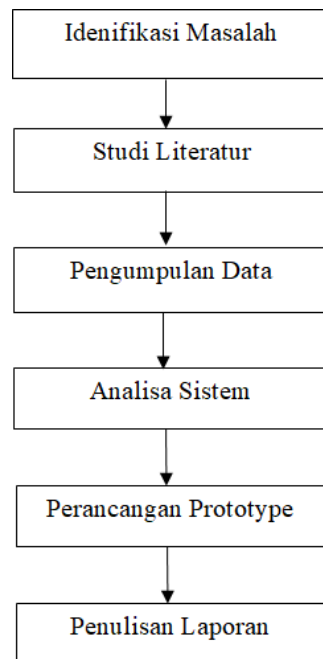 Idenifikasi Masalah
Studi Literatur
Pengumpulan Data
Analisa Sistem
Perancangan Prototype
Penulisan Laporan